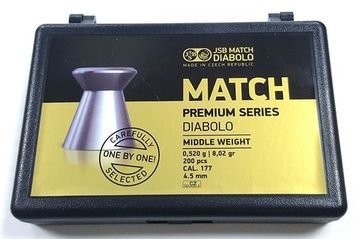 JSB MATCH
DIABOLO
MADE IN CZECH REPUBLIC
MATCH
PREMIUM SERIES
DIABOLO
MIDDLE WEIGHT
0,520 g | 8,02 gr
200 pcs
CAL. 177
4.5 mm
CAREFULLY
ONE BY ONE!
SELECTED